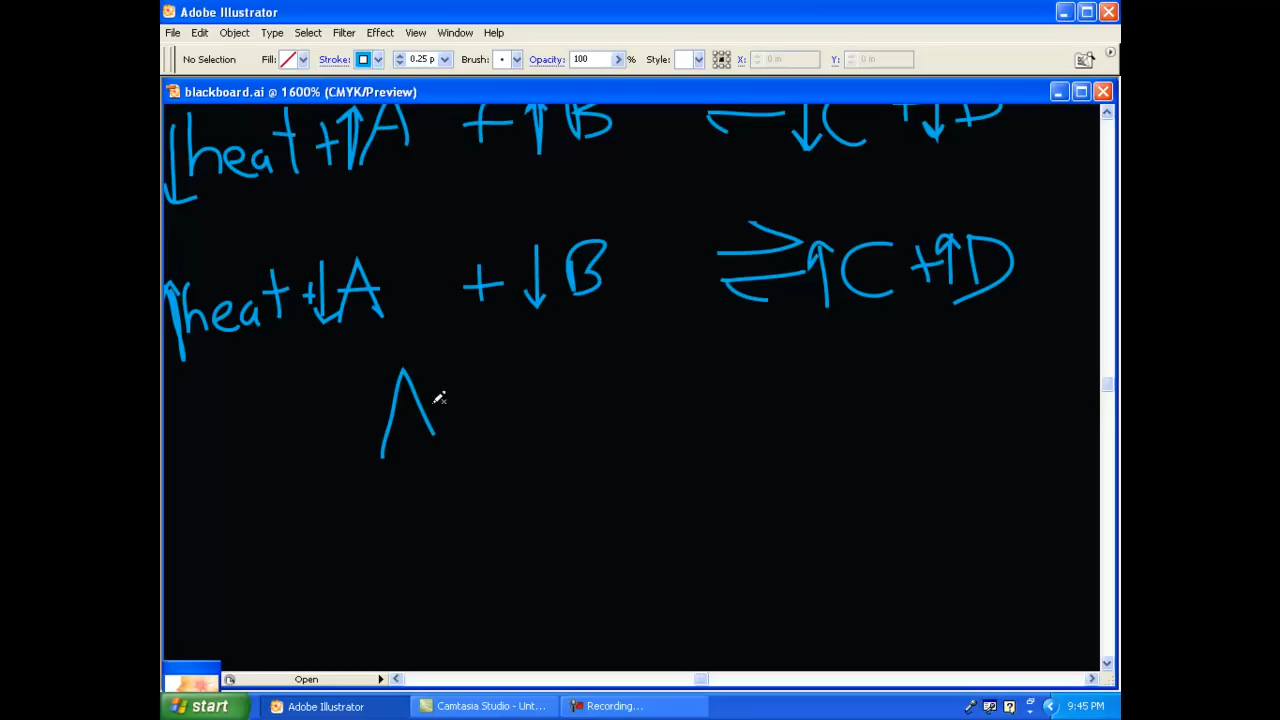 Adobe Illustrator
File Edit Object Type Select Filter Effect View Window Help
No Selection Fill: Stroke: 0.25 p Brush: Opacity: 100 % Style: X: 0 m Y: 0 m
blackboard.ai @ 1600% (CMYK/Preview)
↓heat + ↑A + ↑B ⇌ ↓C + ↓D
↑heat + ↓A + ↓B ⇌ ↑C + ↑D
Open
start Adobe Illustrator Camtasia Studio - Unt... Recording... 9:45 PM